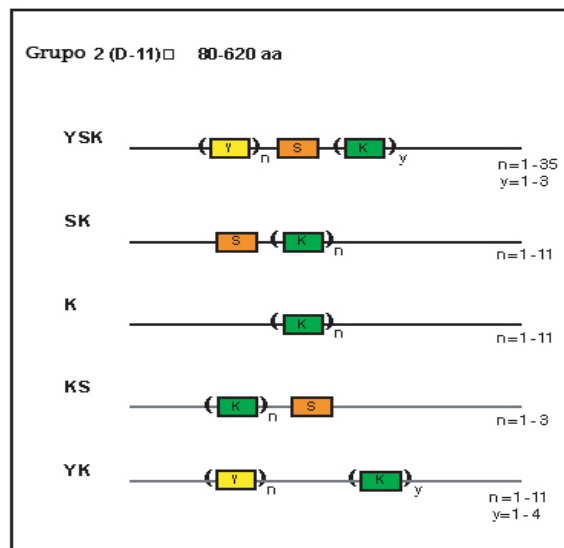 Grupo 2 (D-11)□ 80-620 aa
YSK
( Y )n S ( K )y
n=1-35
y=1-3
SK
S ( K )n
n=1-11
K
( K )n
n=1-11
KS
( K )n S
n=1-3
YK
( Y )n ( K )y
n=1-11
y=1-4